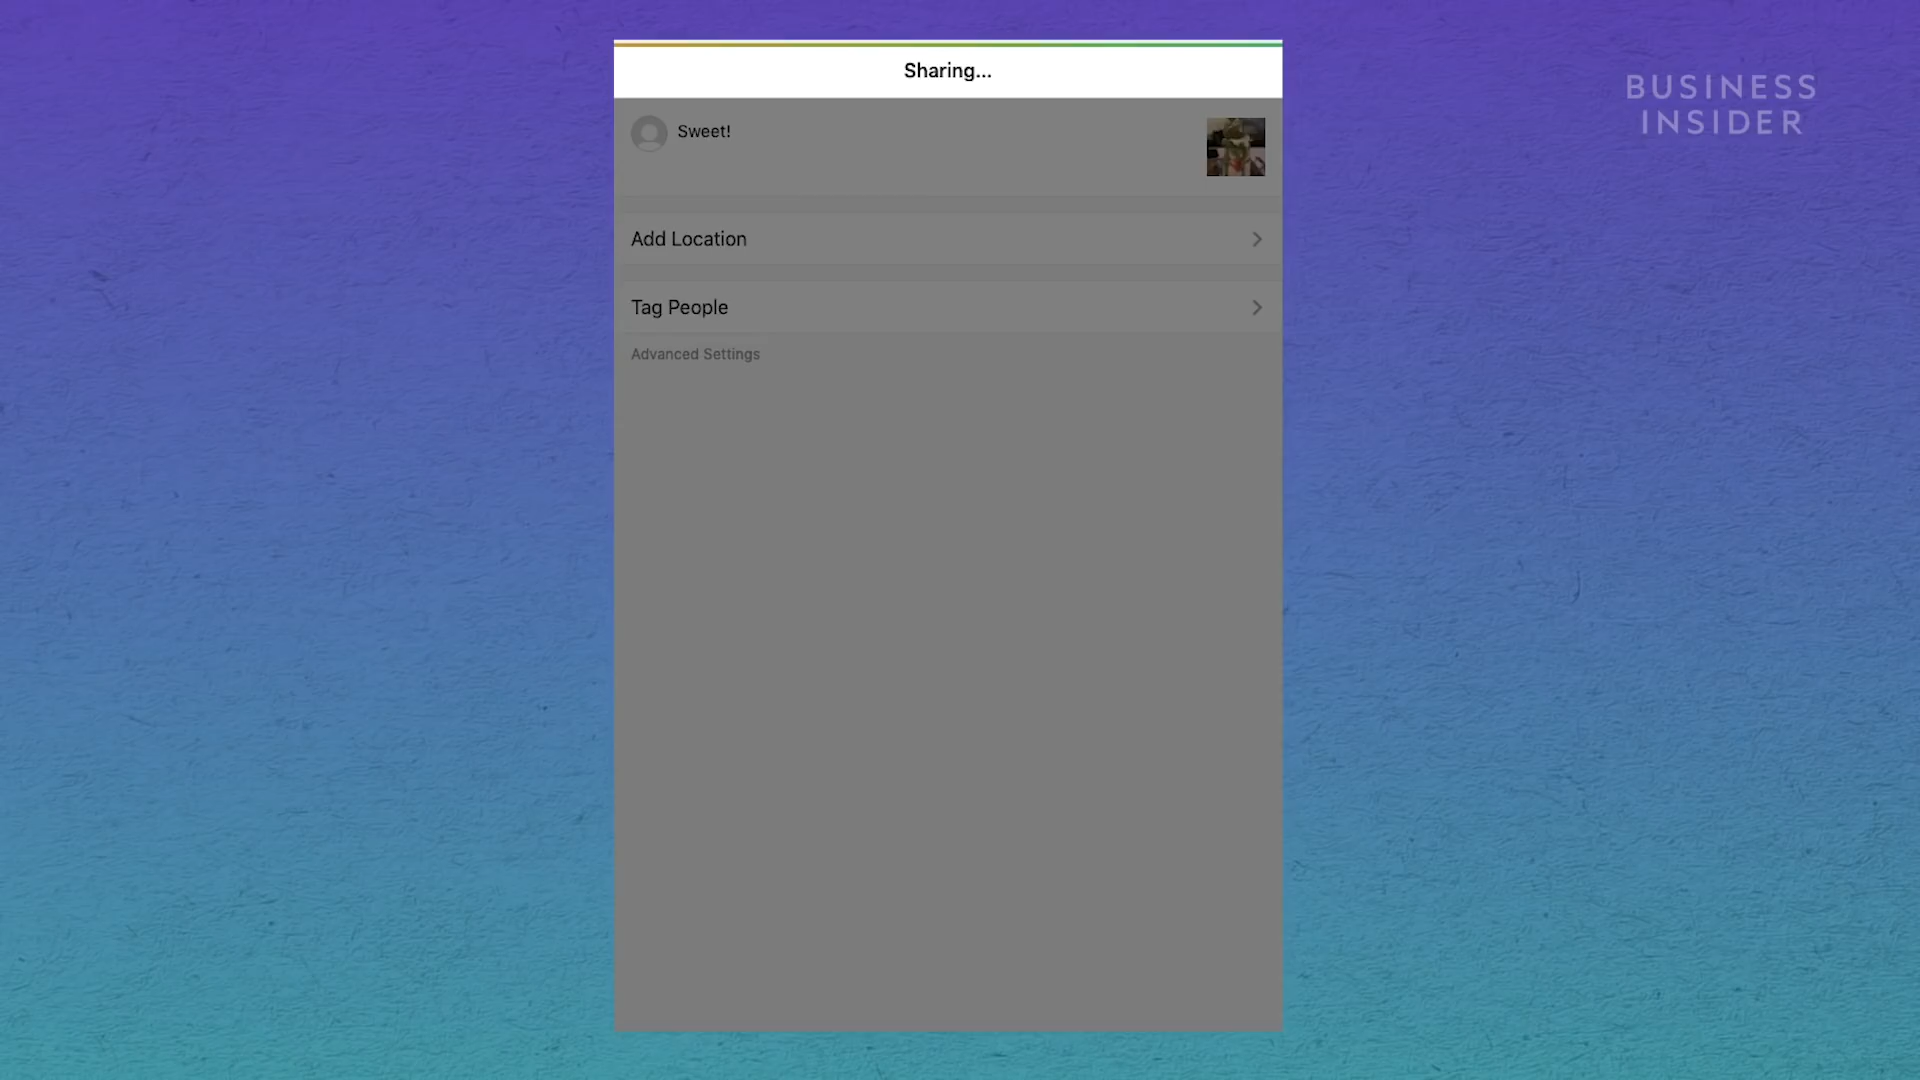 Sharing...
BUSINESS
INSIDER
Sweet!
Add Location
Tag People
Advanced Settings